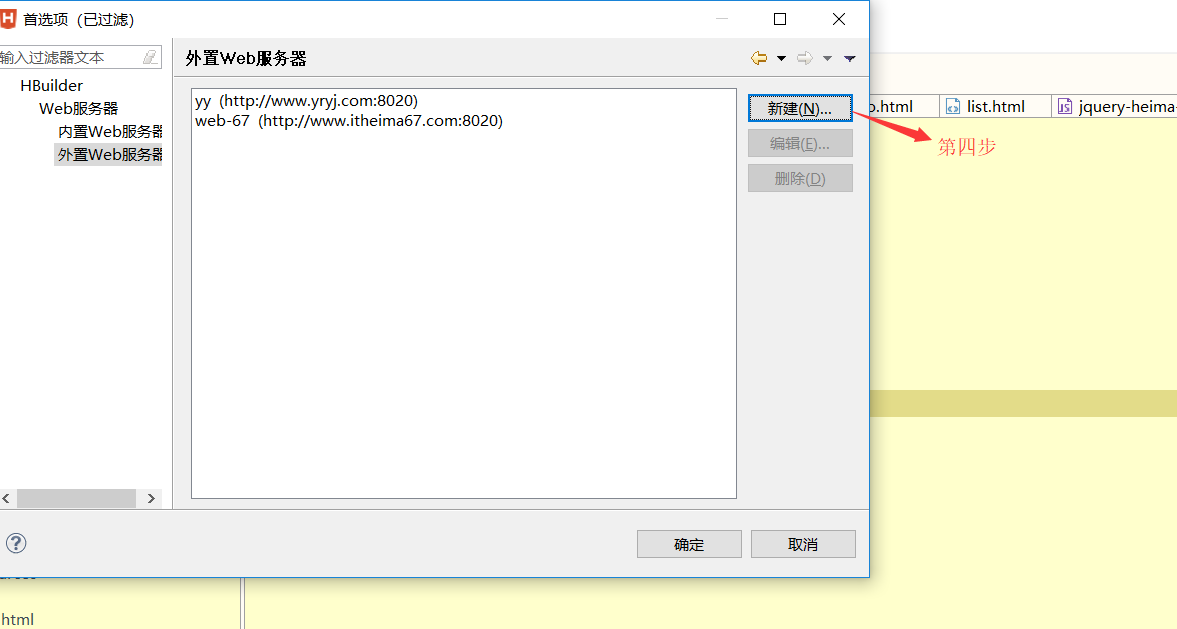 首选项（已过滤）
输入过滤器文本
HBuilder
Web服务器
内置Web服务器
外置Web服务器
外置Web服务器
yy (http://www.yryj.com:8020)
web-67 (http://www.itheima67.com:8020)
新建(N)...
编辑(E)...
删除(D)
确定
取消
.html
list.html
jquery-heima-
第四步
html